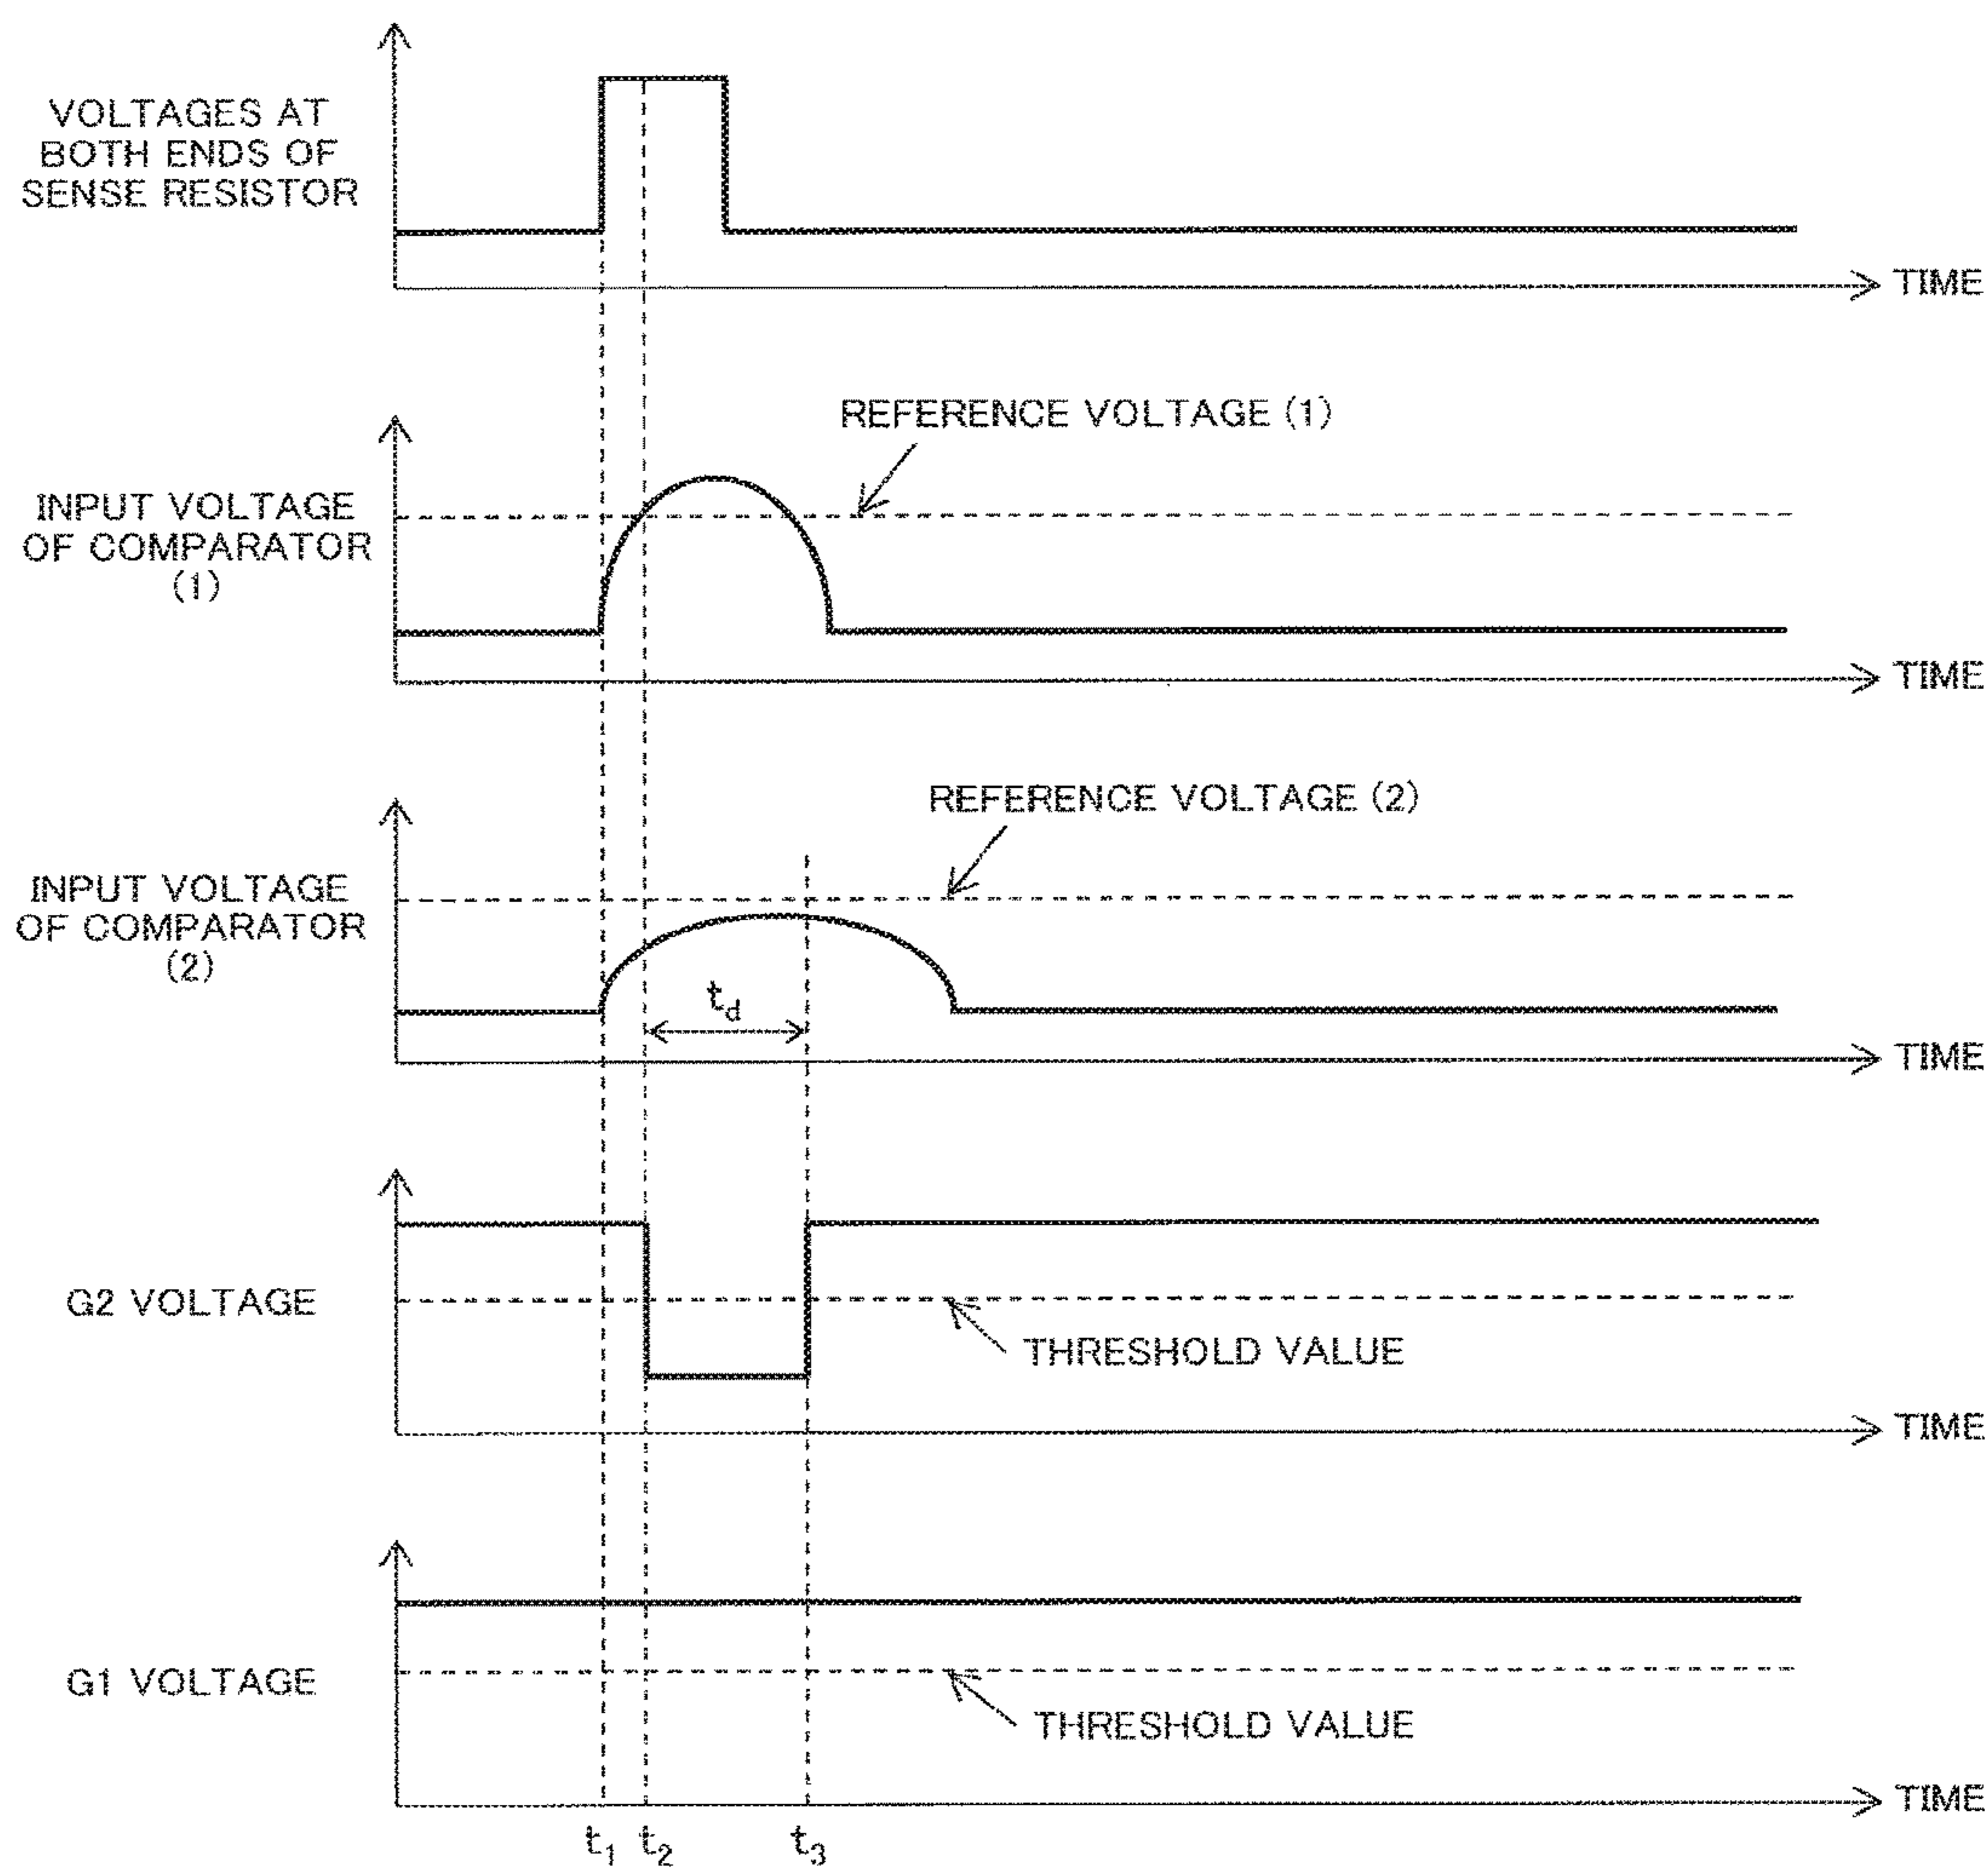 VOLTAGES AT
BOTH ENDS OF
SENSE RESISTOR
TIME
REFERENCE VOLTAGE (1)
INPUT VOLTAGE
OF COMPARATOR
(1)
TIME
REFERENCE VOLTAGE (2)
INPUT VOLTAGE
OF COMPARATOR
(2)
td
TIME
G2 VOLTAGE
THRESHOLD VALUE
TIME
G1 VOLTAGE
THRESHOLD VALUE
TIME
t1 t2 t3